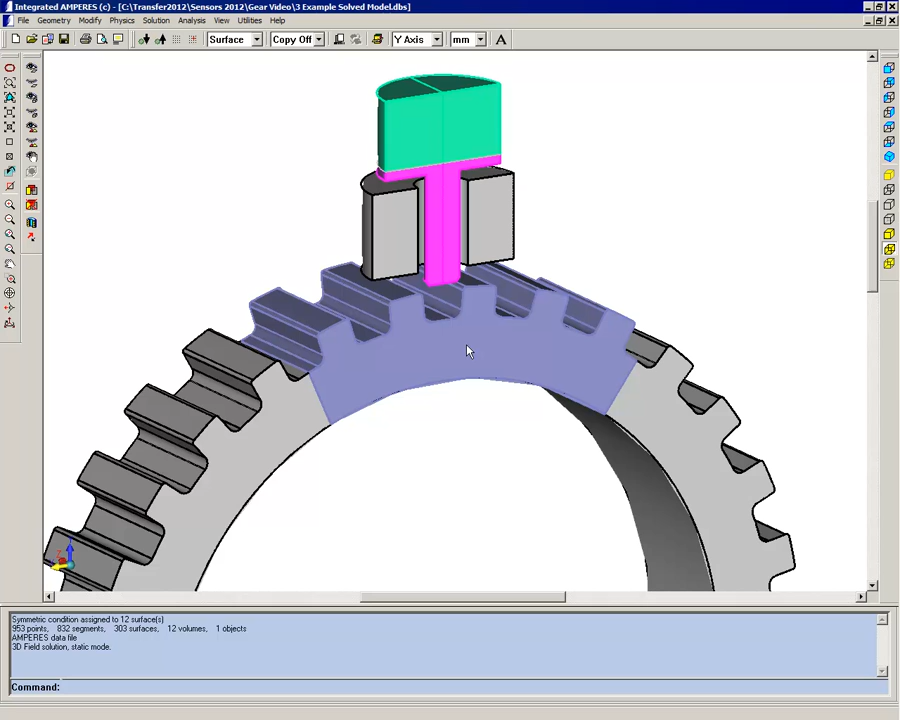 Integrated AMPERES (c) - [C:\Transfer2012\Sensors 2012\Gear Video\3 Example Solved Model.dbs]
File Geometry Modify Physics Solution Analysis View Utilities Help
Surface Copy Off Y Axis mm A
Symmetric condition assigned to 12 surface(s)
953 points, 832 segments, 303 surfaces, 12 volumes, 1 objects
AMPERES data file
3D Field solution, static mode.
Command: